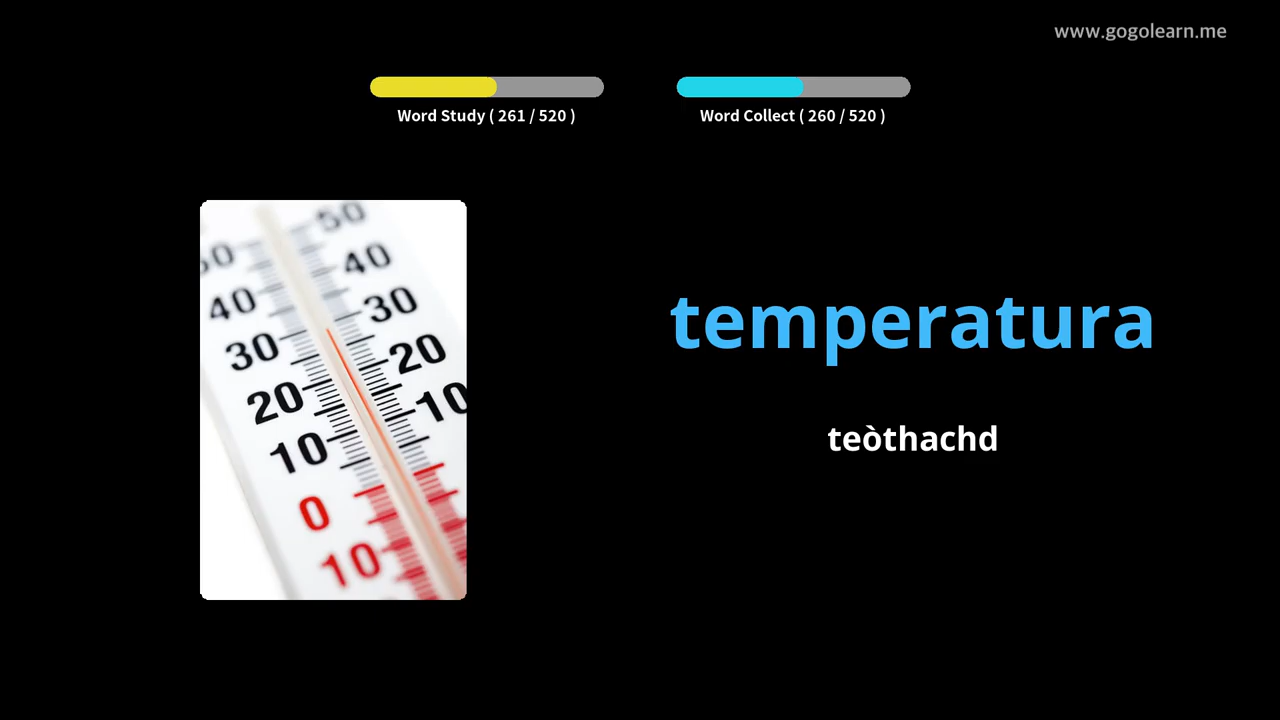 www.gogolearn.me
Word Study ( 261 / 520 )
Word Collect ( 260 / 520 )
50
40
40
30
30
20
20
10
10
0
10
temperatura
teòthachd